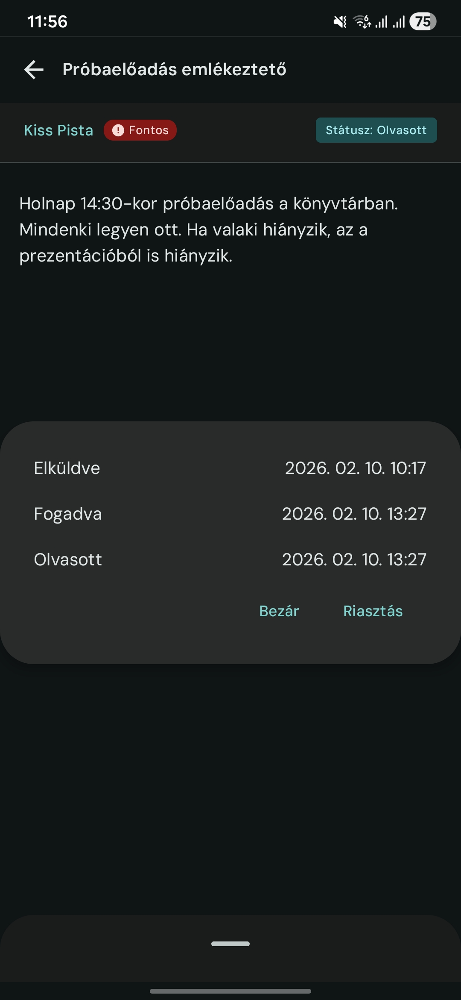 11:56
6
75
Próbaelőadás emlékeztető
Kiss Pista
Fontos
Státusz: Olvasott
Holnap 14:30-kor próbaelőadás a könyvtárban.
Mindenki legyen ott. Ha valaki hiányzik, az a
prezentációból is hiányzik.
Elküldve 2026. 02. 10. 10:17
Fogadva 2026. 02. 10. 13:27
Olvasott 2026. 02. 10. 13:27
Bezár Riasztás